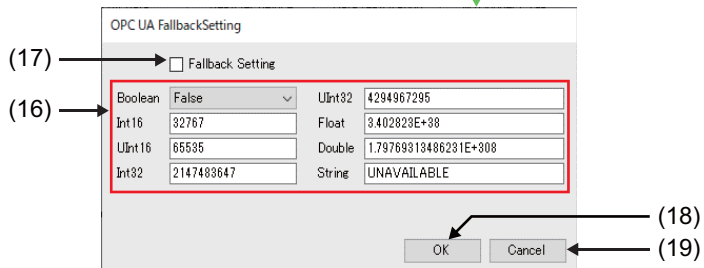 OPC UA FallbackSetting
(17)
Fallback Setting
(16)
Boolean False UInt32 4294967295
Int16 32767 Float 3.402823E+38
UInt16 65535 Double 1.79769313486231E+308
Int32 2147483647 String UNAVAILABLE
(18)
OK Cancel (19)